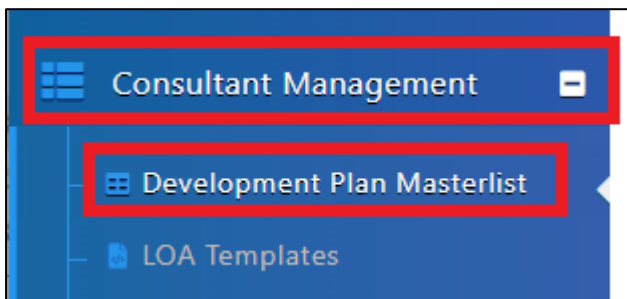 Consultant Management
Development Plan Masterlist
LOA Templates